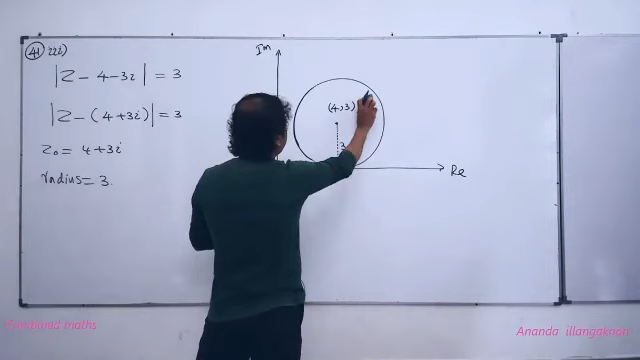 41 iii)
|Z - 4 - 3i| = 3
|Z - (4 + 3i)| = 3
Z₀ = 4 + 3i
radius = 3.
Im
(4, 3)
3
Re
Combined maths
Ananda illangakoon